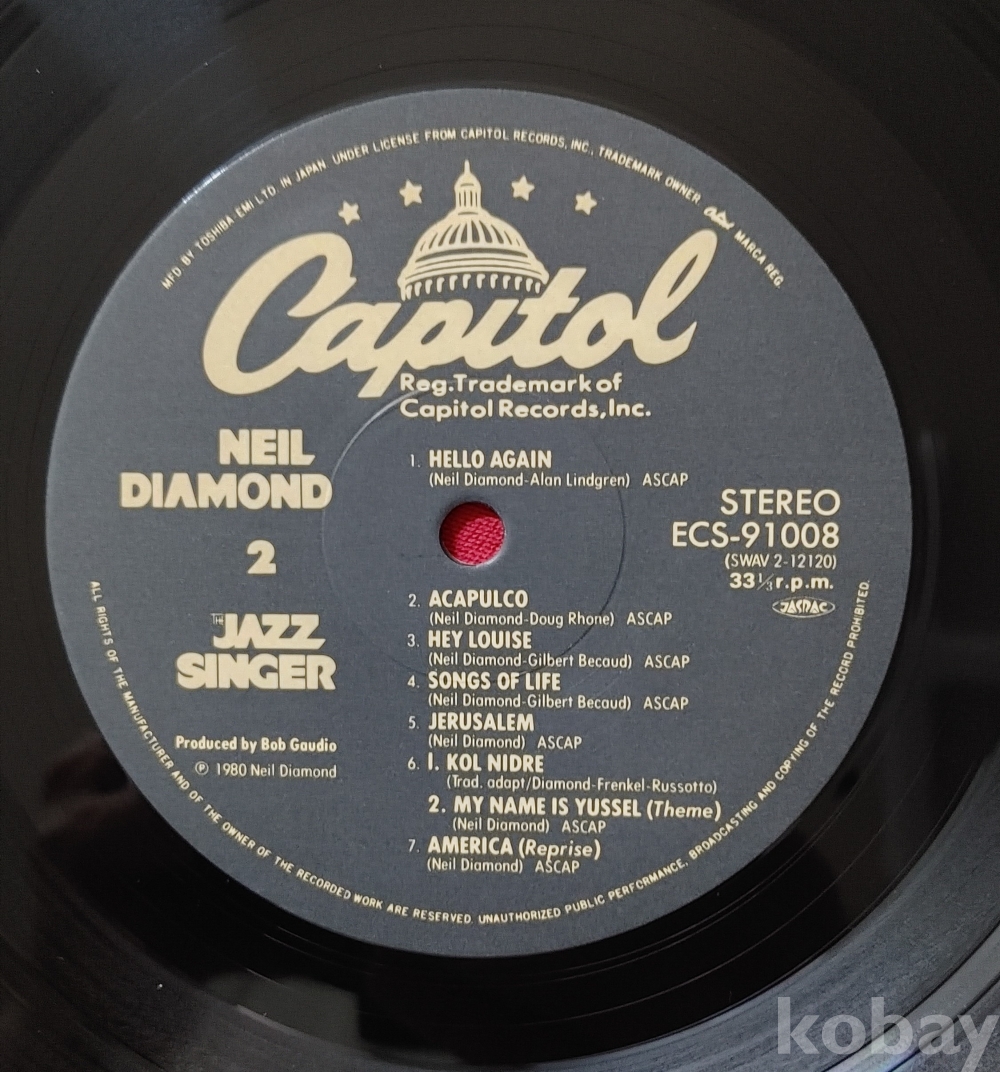 MFD BY TOSHIBA-EMI LTD. IN JAPAN UNDER LICENSE FROM CAPITOL RECORDS, INC., TRADEMARK OWNER. Capitol MARCA REG.
Capitol
Reg.Trademark of
Capitol Records,Inc.
NEIL
DIAMOND
2
THE JAZZ
SINGER
Produced by Bob Gaudio
℗ 1980 Neil Diamond
1. HELLO AGAIN
(Neil Diamond-Alan Lindgren) ASCAP
STEREO
ECS-91008
(SWAV 2-12120)
33⅓r.p.m.
JASRAC
2. ACAPULCO
(Neil Diamond-Doug Rhone) ASCAP
3. HEY LOUISE
(Neil Diamond-Gilbert Becaud) ASCAP
4. SONGS OF LIFE
(Neil Diamond-Gilbert Becaud) ASCAP
5. JERUSALEM
(Neil Diamond) ASCAP
6. I. KOL NIDRE
(Trad. adapt/Diamond-Frenkel-Russotto)
2. MY NAME IS YUSSEL (Theme)
(Neil Diamond) ASCAP
7. AMERICA (Reprise)
(Neil Diamond) ASCAP
ALL RIGHTS OF THE MANUFACTURER AND OF THE OWNER OF THE RECORDED WORK ARE RESERVED. UNAUTHORIZED PUBLIC PERFORMANCE, BROADCASTING AND COPYING OF THE RECORD PROHIBITED.
kobay